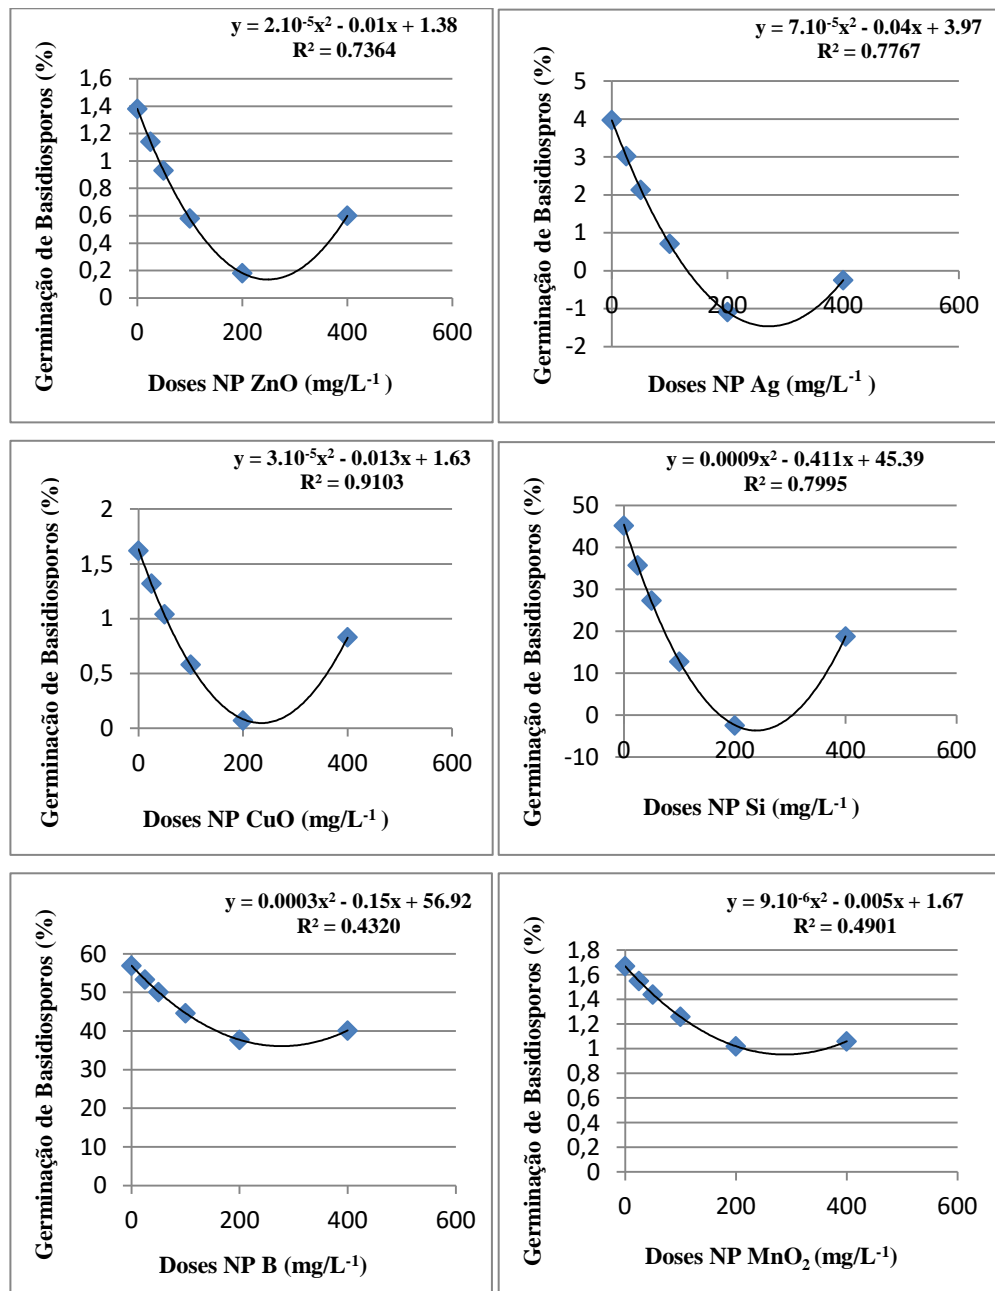 y = 2.10⁻⁵x² - 0.01x + 1.38
R² = 0.7364
Germinação de Basidiosporos (%)
1,6
1,4
1,2
1
0,8
0,6
0,4
0,2
0
0 200 400 600
Doses NP ZnO (mg/L⁻¹ )
y = 7.10⁻⁵x² - 0.04x + 3.97
R² = 0.7767
Germinação de Basidiospros (%)
5
4
3
2
1
0
-1
-2
0 200 400 600
Doses NP Ag (mg/L⁻¹ )
y = 3.10⁻⁵x² - 0.013x + 1.63
R² = 0.9103
Germinação de Basidiosporos (%)
2
1,5
1
0,5
0
0 200 400 600
Doses NP CuO (mg/L⁻¹ )
y = 0.0009x² - 0.411x + 45.39
R² = 0.7995
Germinação de Basidiosporos (%)
50
40
30
20
10
0
-10
0 200 400 600
Doses NP Si (mg/L⁻¹ )
y = 0.0003x² - 0.15x + 56.92
R² = 0.4320
Germinação de Basidiosporos (%)
60
50
40
30
20
10
0
0 200 400 600
Doses NP B (mg/L⁻¹)
y = 9.10⁻⁶x² - 0.005x + 1.67
R² = 0.4901
Germinação de Basidiosporos (%)
1,8
1,6
1,4
1,2
1
0,8
0,6
0,4
0,2
0
0 200 400 600
Doses NP MnO₂ (mg/L⁻¹)